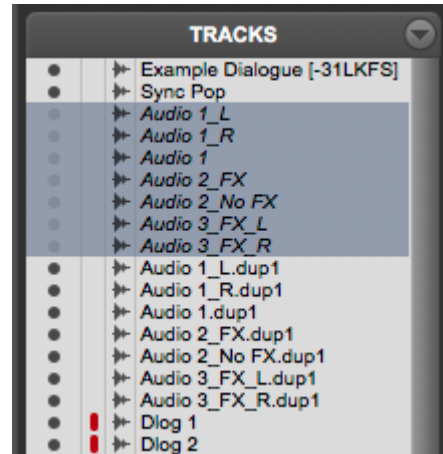 TRACKS
Example Dialogue [-31LKFS]
Sync Pop
Audio 1_L
Audio 1_R
Audio 1
Audio 2_FX
Audio 2_No FX
Audio 3_FX_L
Audio 3_FX_R
Audio 1_L.dup1
Audio 1_R.dup1
Audio 1.dup1
Audio 2_FX.dup1
Audio 2_No FX.dup1
Audio 3_FX_L.dup1
Audio 3_FX_R.dup1
Dlog 1
Dlog 2